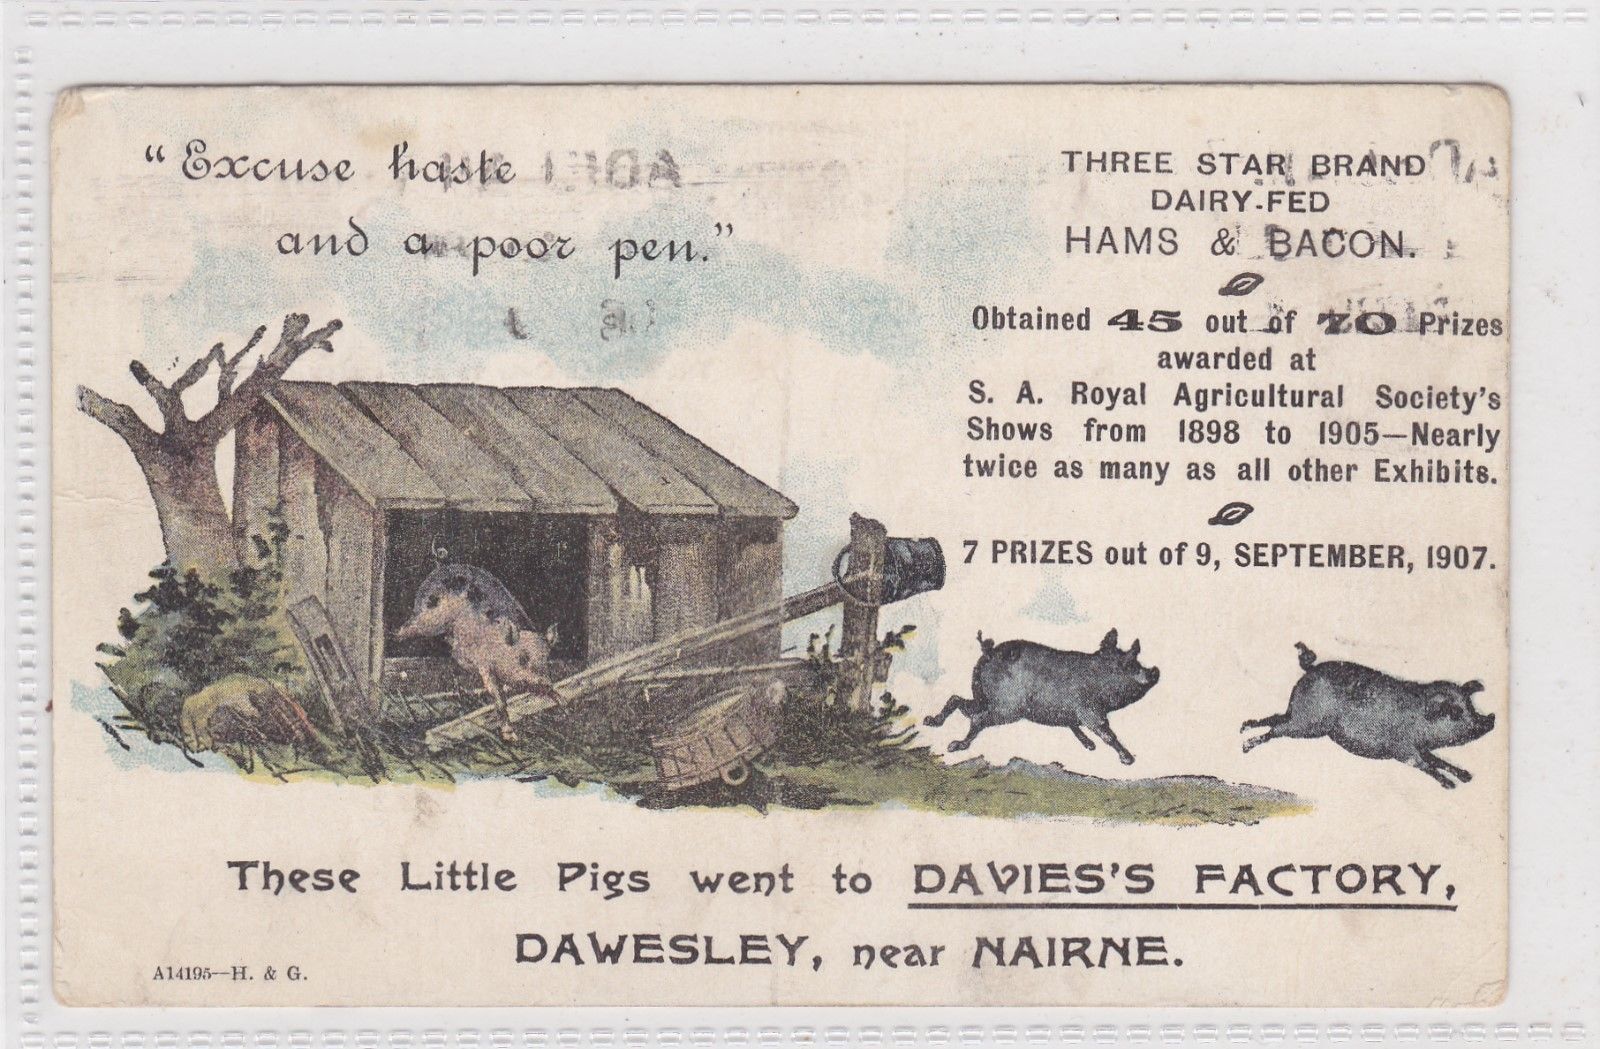 “Excuse haste
and a poor pen.”
THREE STAR BRAND
DAIRY-FED
HAMS & BACON.
Obtained 45 out of 70 Prizes
awarded at
S. A. Royal Agricultural Society's
Shows from 1898 to 1905—Nearly
twice as many as all other Exhibits.
7 PRIZES out of 9, SEPTEMBER, 1907.
These Little Pigs went to DAVIES'S FACTORY,
DAWESLEY, near NAIRNE.
A14195—H. & G.